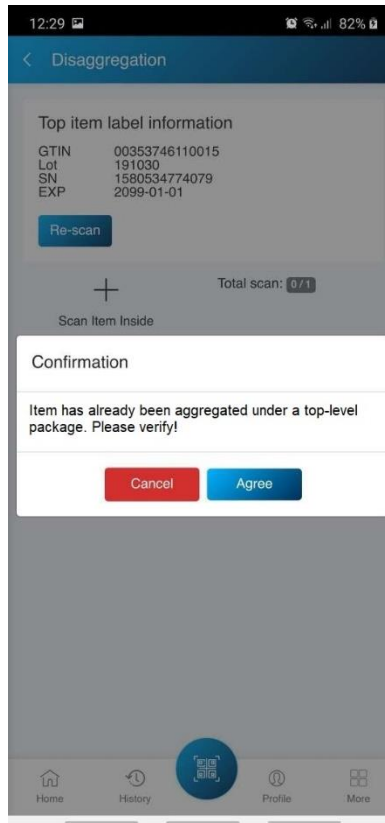 12:29
82%
Disaggregation
Top item label information
GTIN 00353746110015
Lot 191030
SN 1580534774079
EXP 2099-01-01
Re-scan
Total scan: 0/1
Scan Item Inside
Confirmation
Item has already been aggregated under a top-level
package. Please verify!
Cancel Agree
Home History Profile More